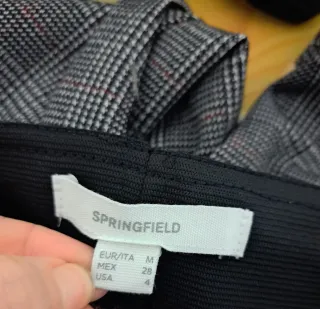 SPRINGFIELD
EUR/ITA M
MEX 28
USA 4